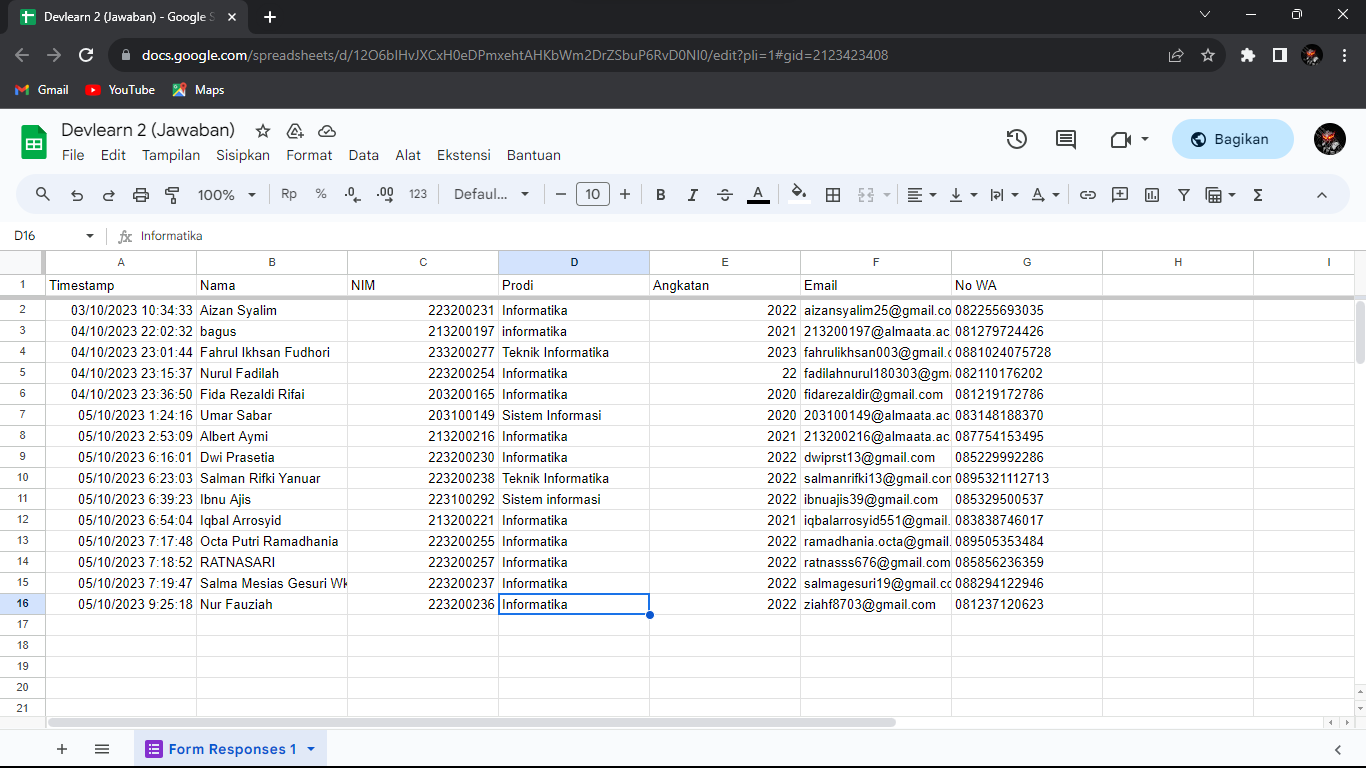 Devlearn 2 (Jawaban) - Google S
docs.google.com/spreadsheets/d/12O6bIHvJXCxH0eDPmxehtAHKbWm2DrZSbuP6RvD0NI0/edit?pli=1#gid=2123423408
Gmail YouTube Maps
Devlearn 2 (Jawaban)
File Edit Tampilan Sisipkan Format Data Alat Ekstensi Bantuan
Bagikan
100% Rp % .0 .00 123 Defaul... 10 B I S A
D16 fx Informatika
A B C D E F G H I
1 Timestamp Nama NIM Prodi Angkatan Email No WA
2 03/10/2023 10:34:33 Aizan Syalim 223200231 Informatika 2022 aizansyalim25@gmail.co 082255693035
3 04/10/2023 22:02:32 bagus 213200197 informatika 2021 213200197@almaata.ac 081279724426
4 04/10/2023 23:01:44 Fahrul Ikhsan Fudhori 233200277 Teknik Informatika 2023 fahrulikhsan003@gmail.c 0881024075728
5 04/10/2023 23:15:37 Nurul Fadilah 223200254 Informatika 22 fadilahnurul180303@gm 082110176202
6 04/10/2023 23:36:50 Fida Rezaldi Rifai 203200165 Informatika 2020 fidarezaldir@gmail.com 081219172786
7 05/10/2023 1:24:16 Umar Sabar 203100149 Sistem Informasi 2020 203100149@almaata.ac 083148188370
8 05/10/2023 2:53:09 Albert Aymi 213200216 Informatika 2021 213200216@almaata.ac 087754153495
9 05/10/2023 6:16:01 Dwi Prasetia 223200230 Informatika 2022 dwiprst13@gmail.com 085229992286
10 05/10/2023 6:23:03 Salman Rifki Yanuar 223200238 Teknik Informatika 2022 salmanrifki13@gmail.con 0895321112713
11 05/10/2023 6:39:23 Ibnu Ajis 223100292 Sistem informasi 2022 ibnuajis39@gmail.com 085329500537
12 05/10/2023 6:54:04 Iqbal Arrosyid 213200221 Informatika 2021 iqbalarrosyid551@gmail. 083838746017
13 05/10/2023 7:17:48 Octa Putri Ramadhania 223200255 Informatika 2022 ramadhania.octa@gmail. 089505353484
14 05/10/2023 7:18:52 RATNASARI 223200257 Informatika 2022 ratnasss676@gmail.com 085856236359
15 05/10/2023 7:19:47 Salma Mesias Gesuri Wk 223200237 Informatika 2022 salmagesuri19@gmail.cc 088294122946
16 05/10/2023 9:25:18 Nur Fauziah 223200236 Informatika 2022 ziahf8703@gmail.com 081237120623
17
18
19
20
21
Form Responses 1